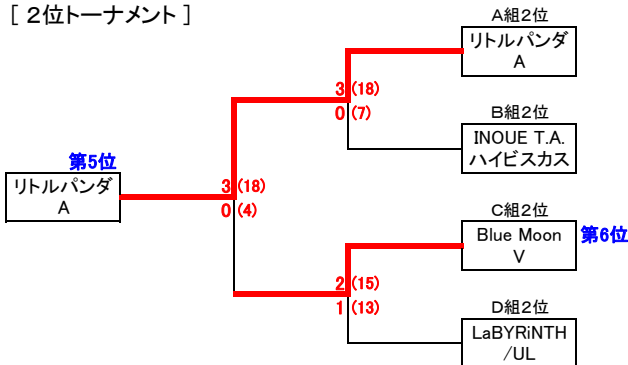 [ 2位トーナメント ]
A組2位
リトルパンダ
A
3 (18)
0 (7)
B組2位
INOUE T.A.
ハイビスカス
第5位
リトルパンダ
A
3 (18)
0 (4)
C組2位
Blue Moon
V
第6位
2 (15)
1 (13)
D組2位
LaBYRiNTH
/UL